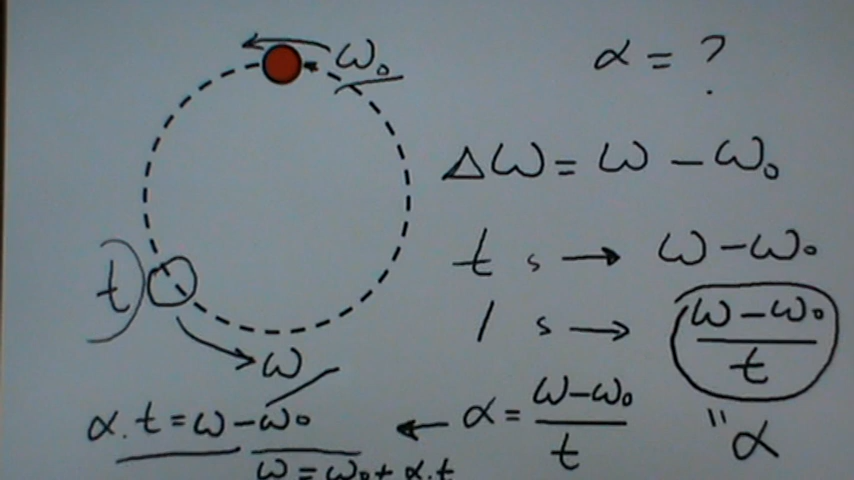 ω₀
α = ?
Δω = ω − ω₀
t s → ω − ω₀
1 s → (ω − ω₀)/t
t
ω
α = (ω − ω₀)/t
" α
← 
α.t = ω − ω₀
ω = ω₀ + α.t